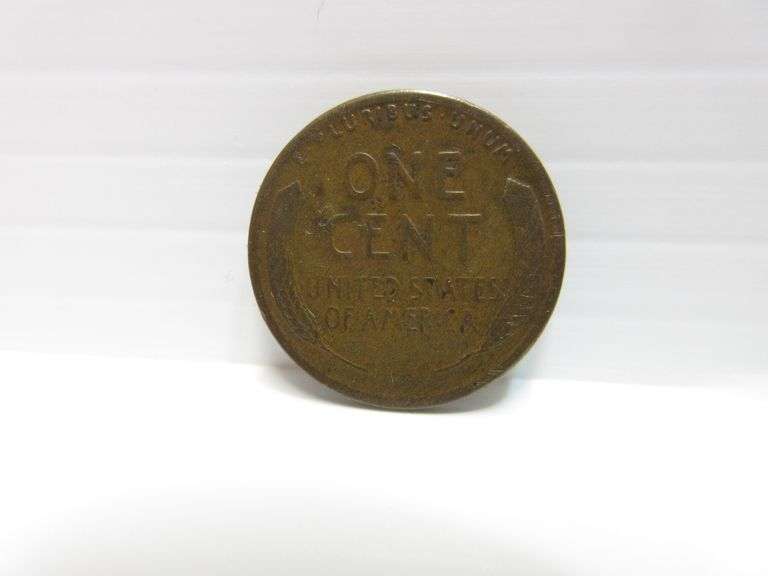 E · PLURIBUS · UNUM
ONE
CENT
UNITED STATES
OF AMERICA